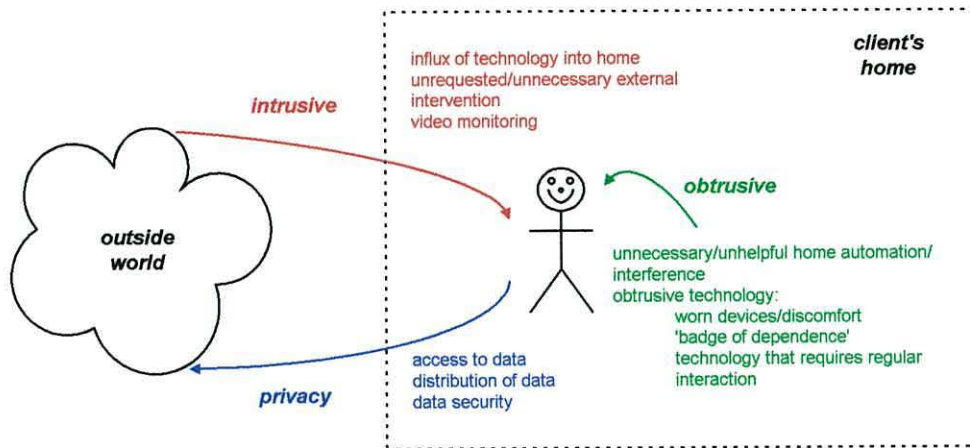 client's
home
influx of technology into home
unrequested/unnecessary external
intervention
video monitoring
intrusive
obtrusive
outside
world
unnecessary/unhelpful home automation/
interference
obtrusive technology:
worn devices/discomfort
'badge of dependence'
technology that requires regular
interaction
access to data
distribution of data
data security
privacy